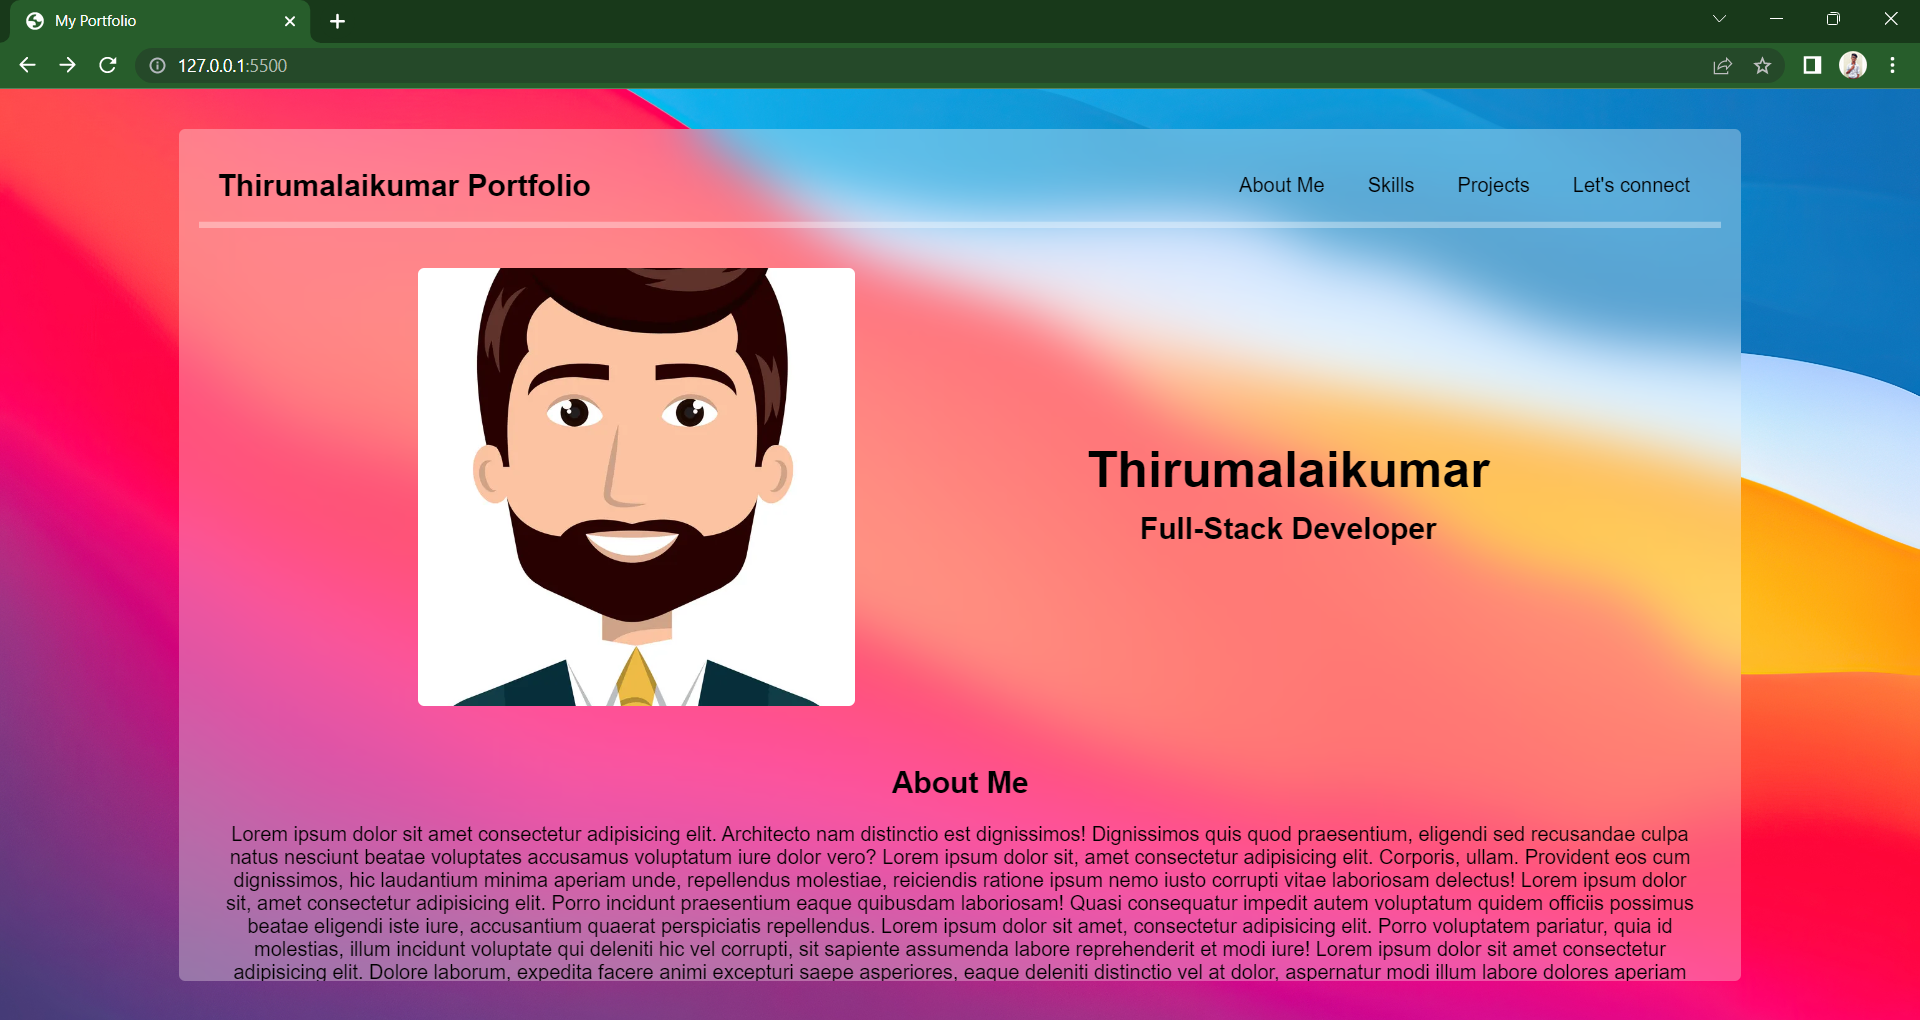 My Portfolio
127.0.0.1:5500
Thirumalaikumar Portfolio
About Me
Skills
Projects
Let's connect
Thirumalaikumar
Full-Stack Developer
About Me
Lorem ipsum dolor sit amet consectetur adipisicing elit. Architecto nam distinctio est dignissimos! Dignissimos quis quod praesentium, eligendi sed recusandae culpa
natus nesciunt beatae voluptates accusamus voluptatum iure dolor vero? Lorem ipsum dolor sit, amet consectetur adipisicing elit. Corporis, ullam. Provident eos cum
dignissimos, hic laudantium minima aperiam unde, repellendus molestiae, reiciendis ratione ipsum nemo iusto corrupti vitae laboriosam delectus! Lorem ipsum dolor
sit, amet consectetur adipisicing elit. Porro incidunt praesentium eaque quibusdam laboriosam! Quasi consequatur impedit autem voluptatum quidem officiis possimus
beatae eligendi iste iure, accusantium quaerat perspiciatis repellendus. Lorem ipsum dolor sit amet, consectetur adipisicing elit. Porro voluptatem pariatur, quia id
molestias, illum incidunt voluptate qui deleniti hic vel corrupti, sit sapiente assumenda labore reprehenderit et modi iure! Lorem ipsum dolor sit amet consectetur
adipisicing elit. Dolore laborum, expedita facere animi excepturi saepe asperiores, eaque deleniti distinctio vel at dolor, aspernatur modi illum labore dolores aperiam